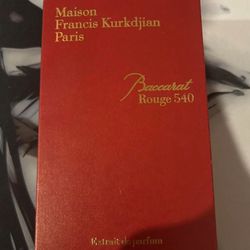 Maison
Francis Kurkdjian
Paris
Baccarat
Rouge 540
Extrait de parfum